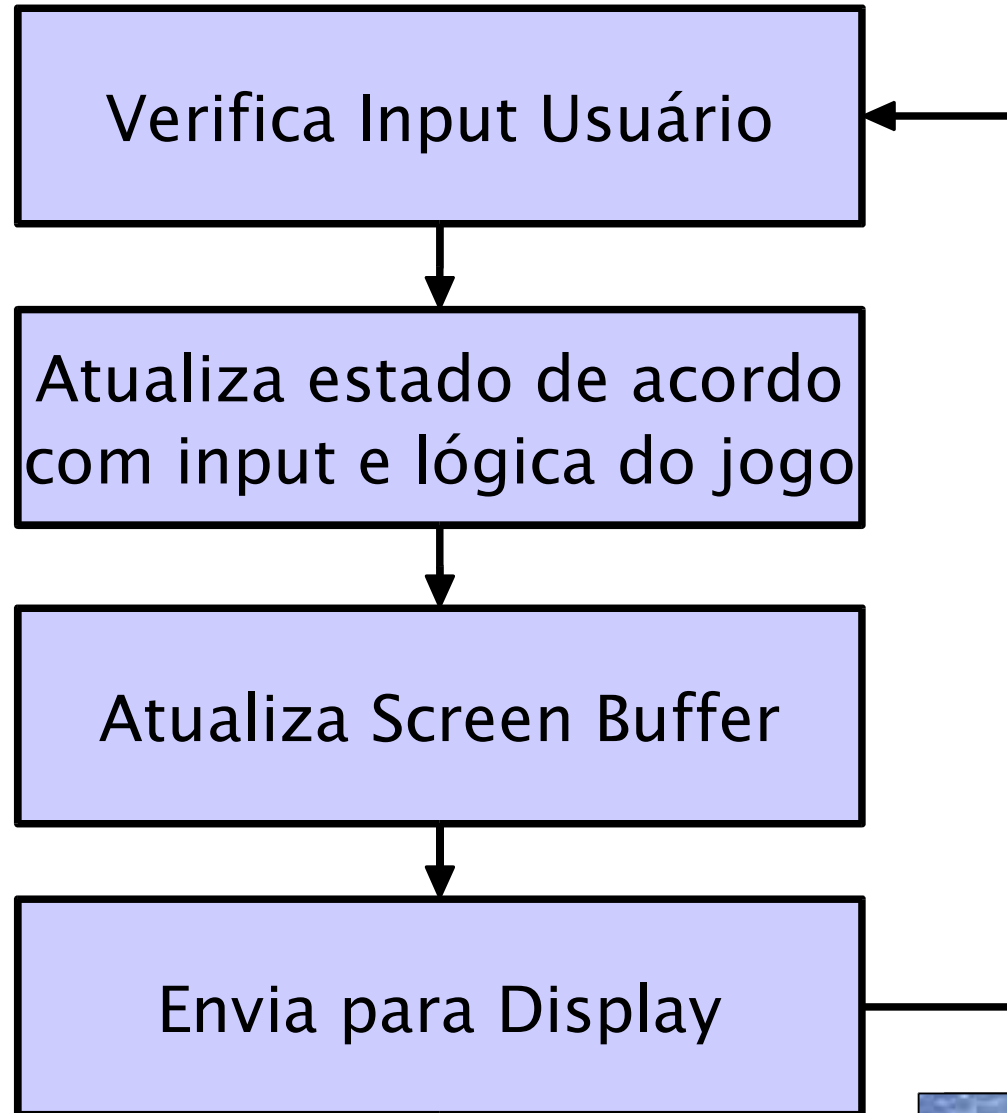 Verifica Input Usuário
Atualiza estado de acordo
com input e lógica do jogo
Atualiza Screen Buffer
Envia para Display